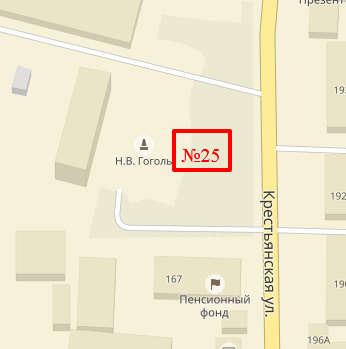 Презент
192
Н.В. Гоголь
№25
192
Крестьянская ул.
167
Пенсионный
фонд
196
196А